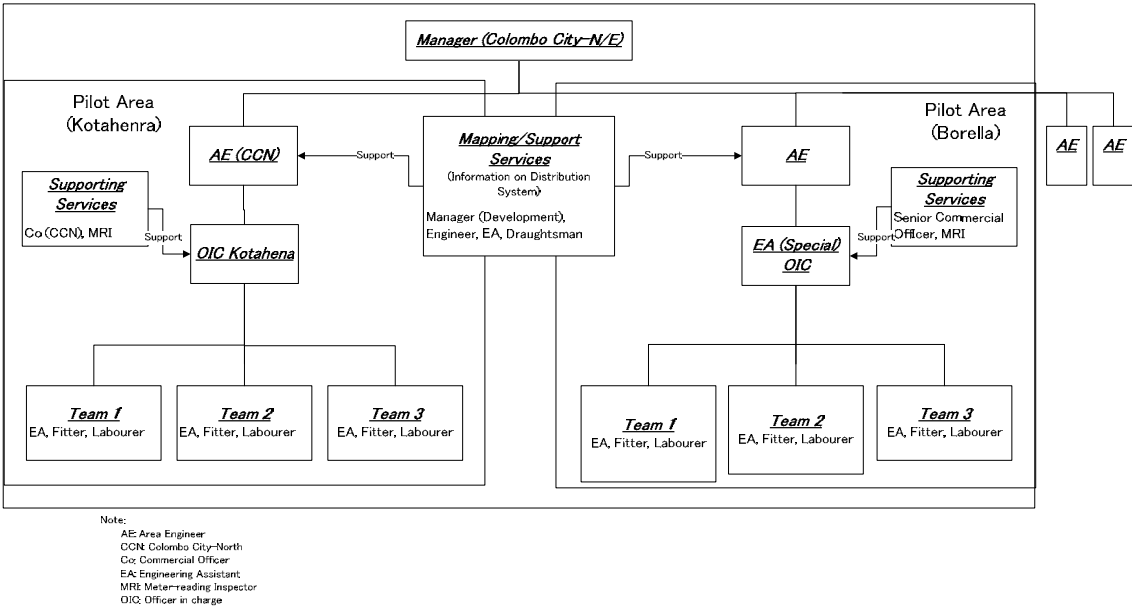 Manager (Colombo City-N/E)
Pilot Area
(Kotahenra)
AE (CCN)
Support
Mapping/Support
Services
(Information on Distribution
System)
Manager (Development),
Engineer, EA, Draughtsman
Support
AE
Pilot Area
(Borella)
AE
AE
Supporting
Services
Co (CCN), MRI
Support
OIC Kotahena
EA (Special)
OIC
Support
Supporting
Services
Senior Commercial
Officer, MRI
Team 1
EA, Fitter, Labourer
Team 2
EA, Fitter, Labourer
Team 3
EA, Fitter, Labourer
Team 1
EA, Fitter, Labourer
Team 2
EA, Fitter, Labourer
Team 3
EA, Fitter, Labourer
Note:
AE: Area Engineer
CCN: Colombo City-North
Co: Commercial Officer
EA: Engineering Assistant
MRI: Meter-reading Inspector
OIC: Officer in charge